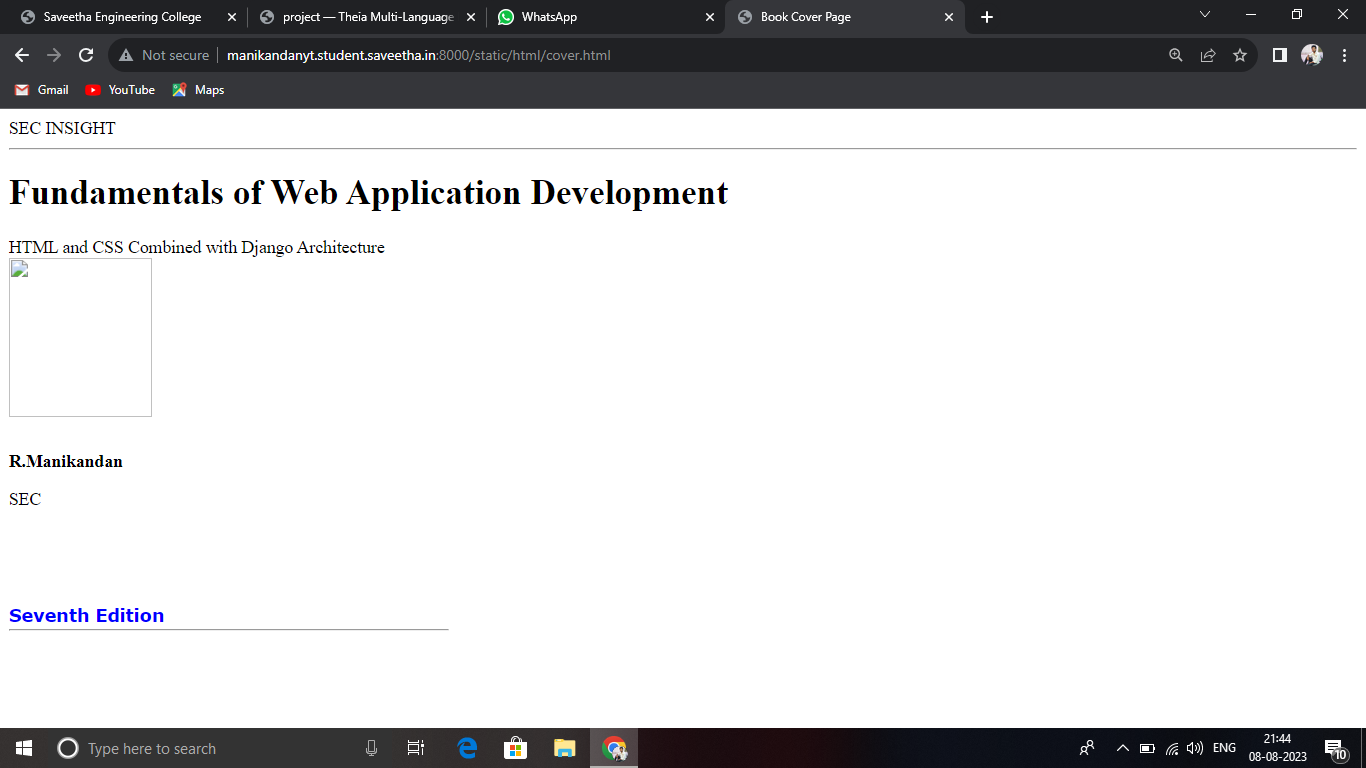 Saveetha Engineering College
project — Theia Multi-Language
WhatsApp
Book Cover Page
Not secure
manikandanyt.student.saveetha.in:8000/static/html/cover.html
Gmail
YouTube
Maps
SEC INSIGHT
Fundamentals of Web Application Development
HTML and CSS Combined with Django Architecture
R.Manikandan
SEC
Seventh Edition
Type here to search
ENG
21:44
08-08-2023
10